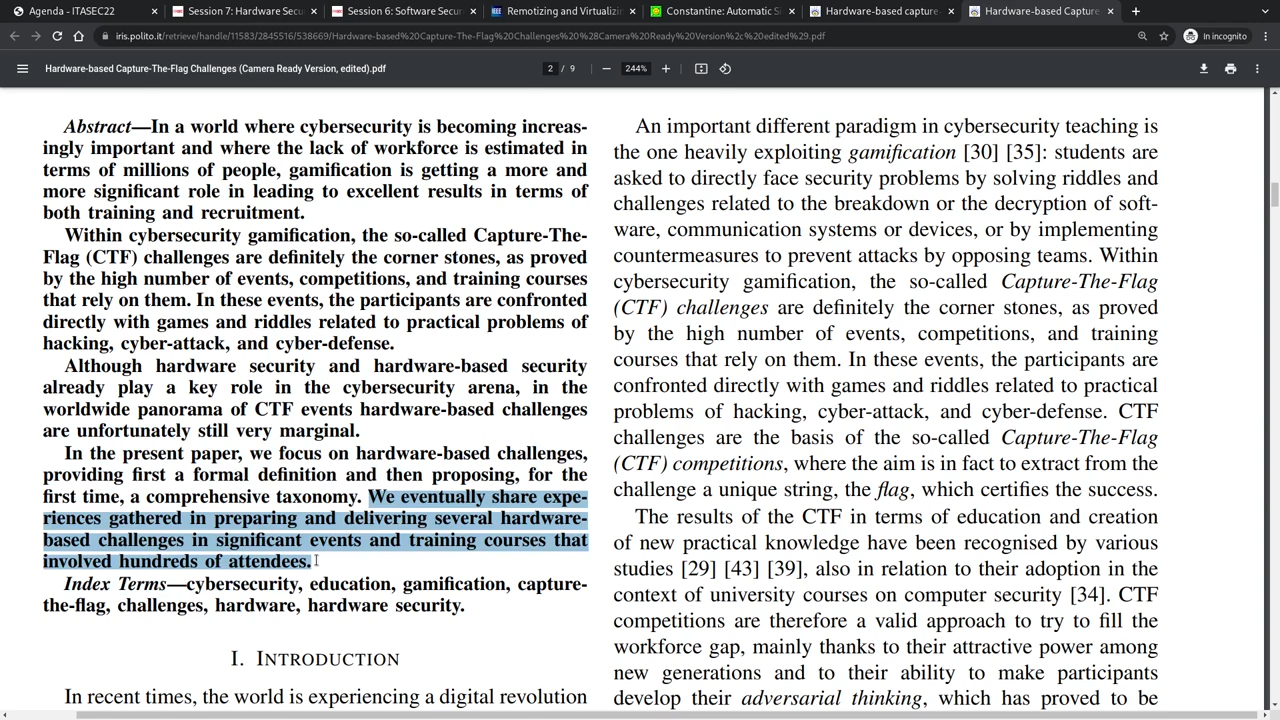 Agenda - ITASEC22
Session 7: Hardware Secu
Session 6: Software Secur
Remotizing and Virtualizin
Constantine: Automatic S
Hardware-based capture-
Hardware-based Capture
iris.polito.it/retrieve/handle/11583/2845516/538669/Hardware-based%20Capture-The-Flag%20Challenges%20%28Camera%20Ready%20Version%2c%20edited%29.pdf
In incognito
Hardware-based Capture-The-Flag Challenges (Camera Ready Version, edited).pdf
2 / 9
244%
Abstract—In a world where cybersecurity is becoming increas-
ingly important and where the lack of workforce is estimated in
terms of millions of people, gamification is getting a more and
more significant role in leading to excellent results in terms of
both training and recruitment.
Within cybersecurity gamification, the so-called Capture-The-
Flag (CTF) challenges are definitely the corner stones, as proved
by the high number of events, competitions, and training courses
that rely on them. In these events, the participants are confronted
directly with games and riddles related to practical problems of
hacking, cyber-attack, and cyber-defense.
Although hardware security and hardware-based security
already play a key role in the cybersecurity arena, in the
worldwide panorama of CTF events hardware-based challenges
are unfortunately still very marginal.
In the present paper, we focus on hardware-based challenges,
providing first a formal definition and then proposing, for the
first time, a comprehensive taxonomy. We eventually share expe-
riences gathered in preparing and delivering several hardware-
based challenges in significant events and training courses that
involved hundreds of attendees.
Index Terms—cybersecurity, education, gamification, capture-
the-flag, challenges, hardware, hardware security.
I. INTRODUCTION
In recent times, the world is experiencing a digital revolution
An important different paradigm in cybersecurity teaching is
the one heavily exploiting gamification [30] [35]: students are
asked to directly face security problems by solving riddles and
challenges related to the breakdown or the decryption of soft-
ware, communication systems or devices, or by implementing
countermeasures to prevent attacks by opposing teams. Within
cybersecurity gamification, the so-called Capture-The-Flag
(CTF) challenges are definitely the corner stones, as proved
by the high number of events, competitions, and training
courses that rely on them. In these events, the participants are
confronted directly with games and riddles related to practical
problems of hacking, cyber-attack, and cyber-defense. CTF
challenges are the basis of the so-called Capture-The-Flag
(CTF) competitions, where the aim is in fact to extract from the
challenge a unique string, the flag, which certifies the success.
The results of the CTF in terms of education and creation
of new practical knowledge have been recognised by various
studies [29] [43] [39], also in relation to their adoption in the
context of university courses on computer security [34]. CTF
competitions are therefore a valid approach to try to fill the
workforce gap, mainly thanks to their attractive power among
new generations and to their ability to make participants
develop their adversarial thinking, which has proved to be